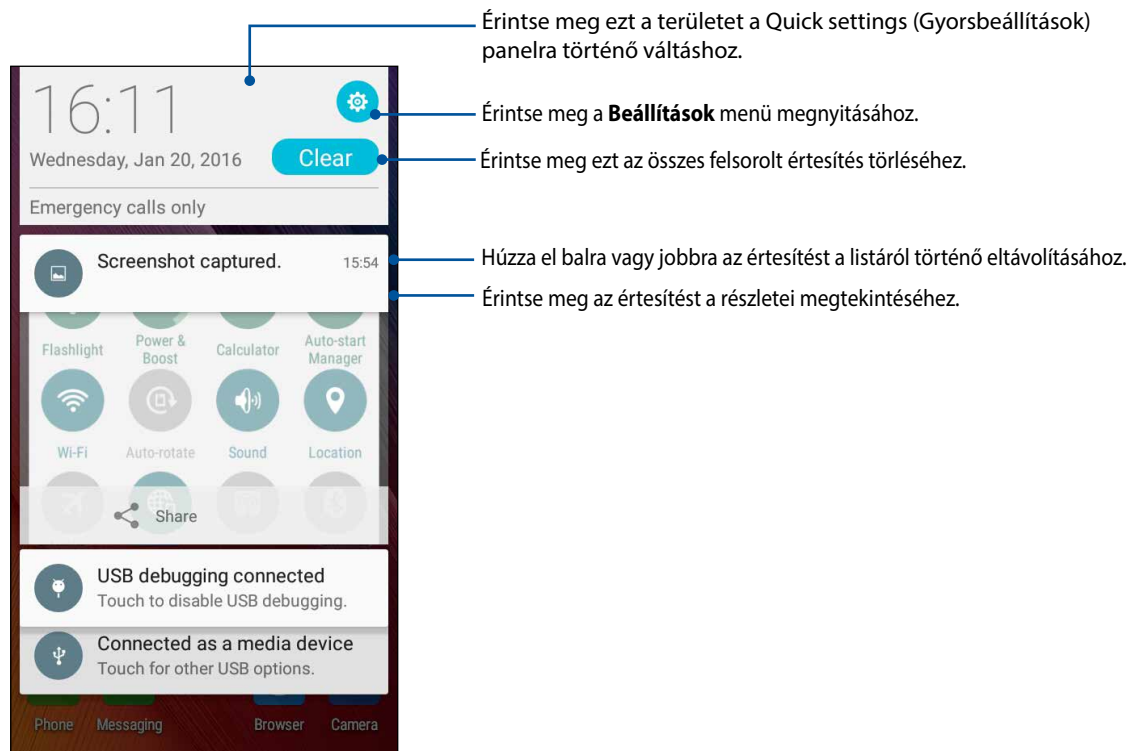 Érintse meg ezt a területet a Quick settings (Gyorsbeállítások)
panelra történő váltáshoz.
16:11
Érintse meg a Beállítások menü megnyitásához.
Wednesday, Jan 20, 2016
Clear
Érintse meg ezt az összes felsorolt értesítés törléséhez.
Emergency calls only
Screenshot captured.
15:54
Húzza el balra vagy jobbra az értesítést a listáról történő eltávolításához.
Érintse meg az értesítést a részletei megtekintéséhez.
Flashlight
Power &
Boost
Calculator
Auto-start
Manager
Wi-Fi
Auto-rotate
Sound
Location
Share
USB debugging connected
Touch to disable USB debugging.
Connected as a media device
Touch for other USB options.
Phone
Messaging
Browser
Camera